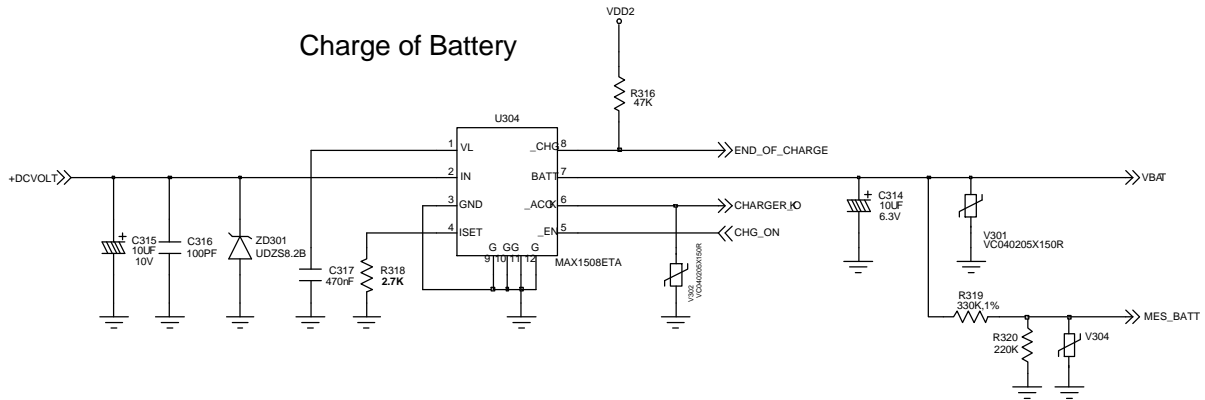 VDD2
Charge of Battery
R316
47K
U304
1 VL
_CHG 8
END_OF_CHARGE
+DCVOLT
2 IN
BATT 7
VBAT
3 GND
_ACOK 6
CHARGER_IO
4 ISET
_EN 5
CHG_ON
C314
10UF
6.3V
V301
VC040205X150R
C315
10UF
10V
C316
100PF
ZD301
UDZS8.2B
G GG G
9 10 11 12
MAX1508ETA
C317
470nF
R318
2.7K
V302
VC040205X150R
R319
330K,1%
MES_BATT
R320
220K
V304